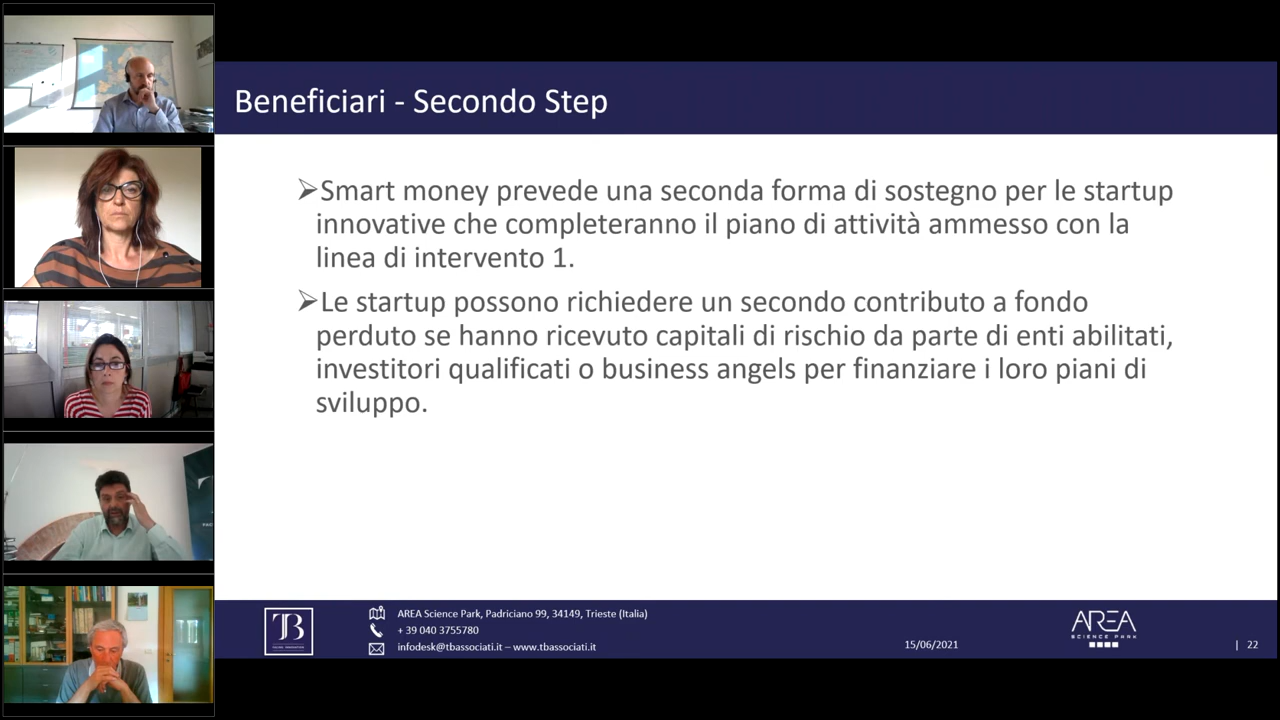 Beneficiari - Secondo Step
➢Smart money prevede una seconda forma di sostegno per le startup
innovative che completeranno il piano di attività ammesso con la
linea di intervento 1.
➢Le startup possono richiedere un secondo contributo a fondo
perduto se hanno ricevuto capitali di rischio da parte di enti abilitati,
investitori qualificati o business angels per finanziare i loro piani di
sviluppo.
TB
AREA Science Park, Padriciano 99, 34149, Trieste (Italia)
+ 39 040 3755780
infodesk@tbassociati.it – www.tbassociati.it
15/06/2021
AREA
SCIENCE PARK
| 22